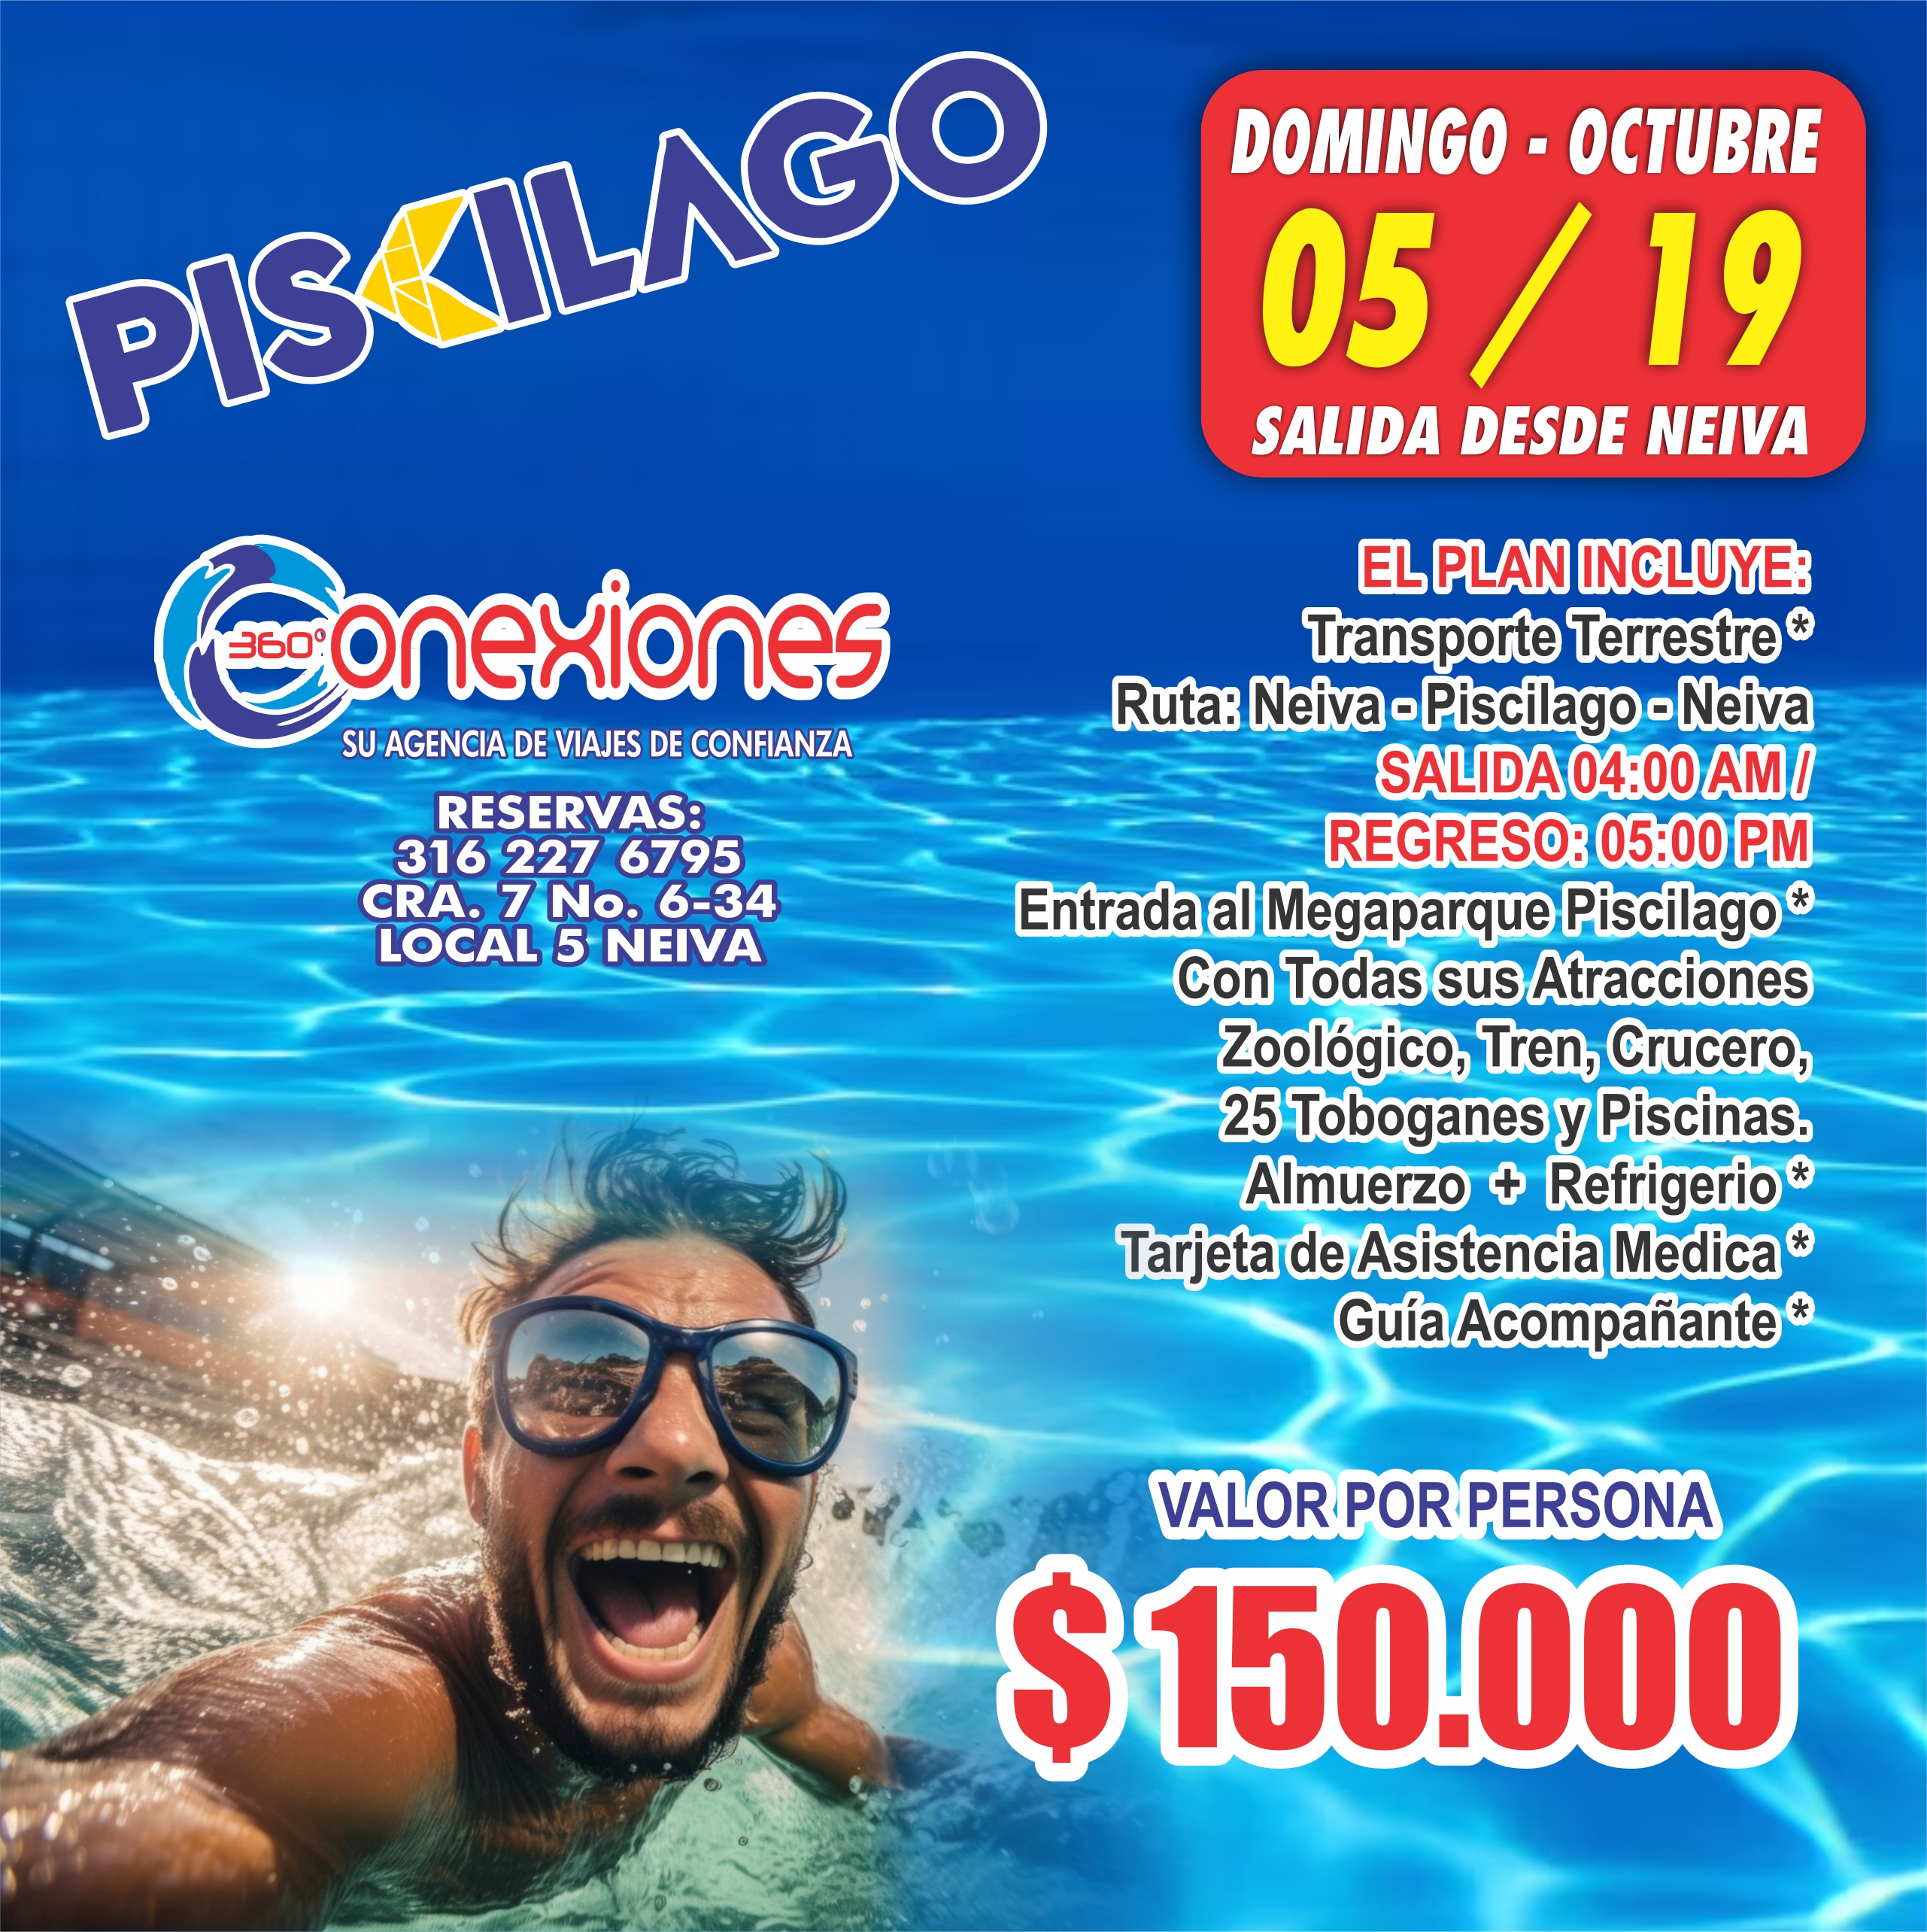 PISKILAGO
DOMINGO - OCTUBRE
05 / 19
SALIDA DESDE NEIVA
360° Conexiones
SU AGENCIA DE VIAJES DE CONFIANZA
RESERVAS:
316 227 6795
CRA. 7 No. 6-34
LOCAL 5 NEIVA
EL PLAN INCLUYE:
Transporte Terrestre *
Ruta: Neiva - Piscilago - Neiva
SALIDA 04:00 AM /
REGRESO: 05:00 PM
Entrada al Megaparque Piscilago *
Con Todas sus Atracciones
Zoológico, Tren, Crucero,
25 Toboganes y Piscinas.
Almuerzo + Refrigerio *
Tarjeta de Asistencia Medica *
Guía Acompañante *
VALOR POR PERSONA
$ 150.000